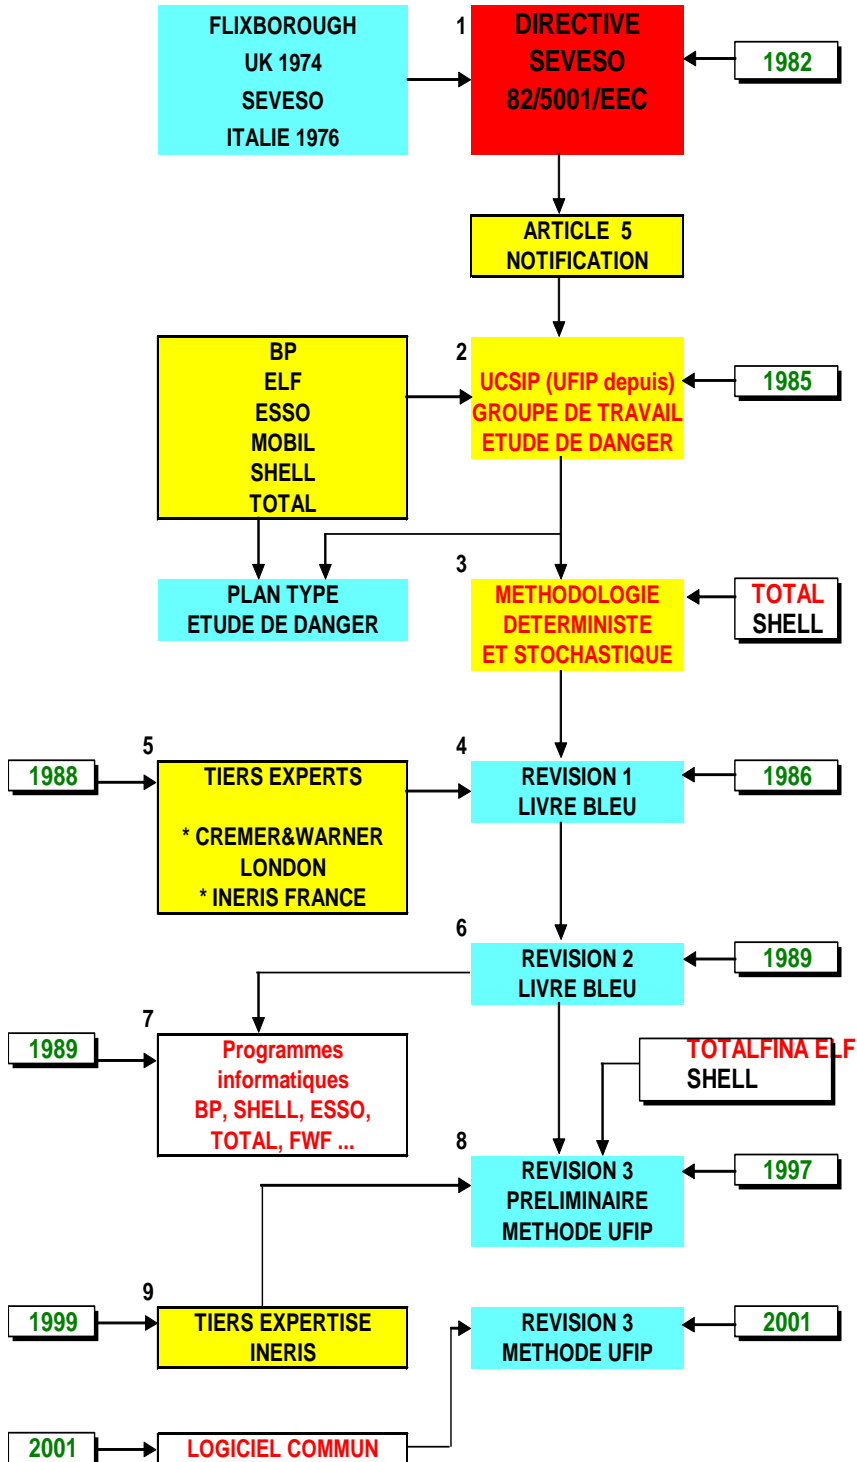 FLIXBOROUGH
UK 1974
SEVESO
ITALIE 1976
1
DIRECTIVE
SEVESO
82/5001/EEC
1982
ARTICLE 5
NOTIFICATION
BP
ELF
ESSO
MOBIL
SHELL
TOTAL
2
UCSIP (UFIP depuis)
GROUPE DE TRAVAIL
ETUDE DE DANGER
1985
PLAN TYPE
ETUDE DE DANGER
3
METHODOLOGIE
DETERMINISTE
ET STOCHASTIQUE
TOTAL
SHELL
1988
5
TIERS EXPERTS
* CREMER&WARNER
LONDON
* INERIS FRANCE
4
REVISION 1
LIVRE BLEU
1986
6
REVISION 2
LIVRE BLEU
1989
1989
7
Programmes
informatiques
BP, SHELL, ESSO,
TOTAL, FWF ...
TOTALFINA ELF
SHELL
8
REVISION 3
PRELIMINAIRE
METHODE UFIP
1997
1999
9
TIERS EXPERTISE
INERIS
REVISION 3
METHODE UFIP
2001
2001
LOGICIEL COMMUN